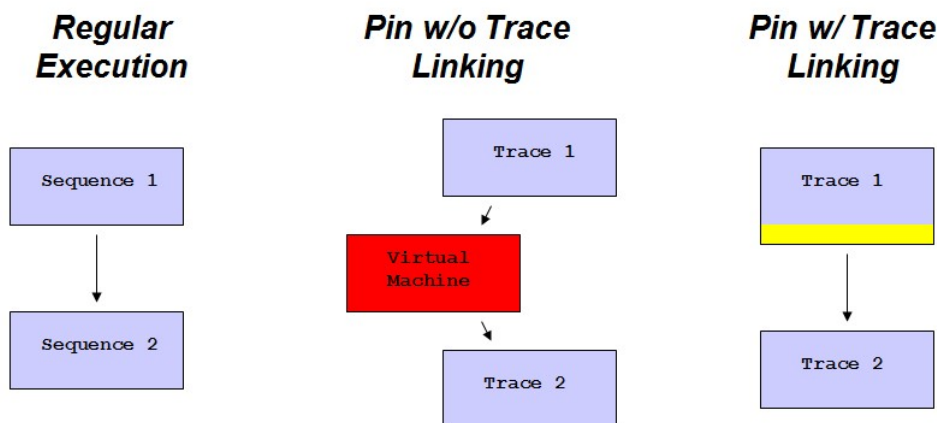 Regular
Execution
Pin w/o Trace
Linking
Pin w/ Trace
Linking
Sequence 1
Sequence 2
Trace 1
Virtual
Machine
Trace 2
Trace 1
Trace 2